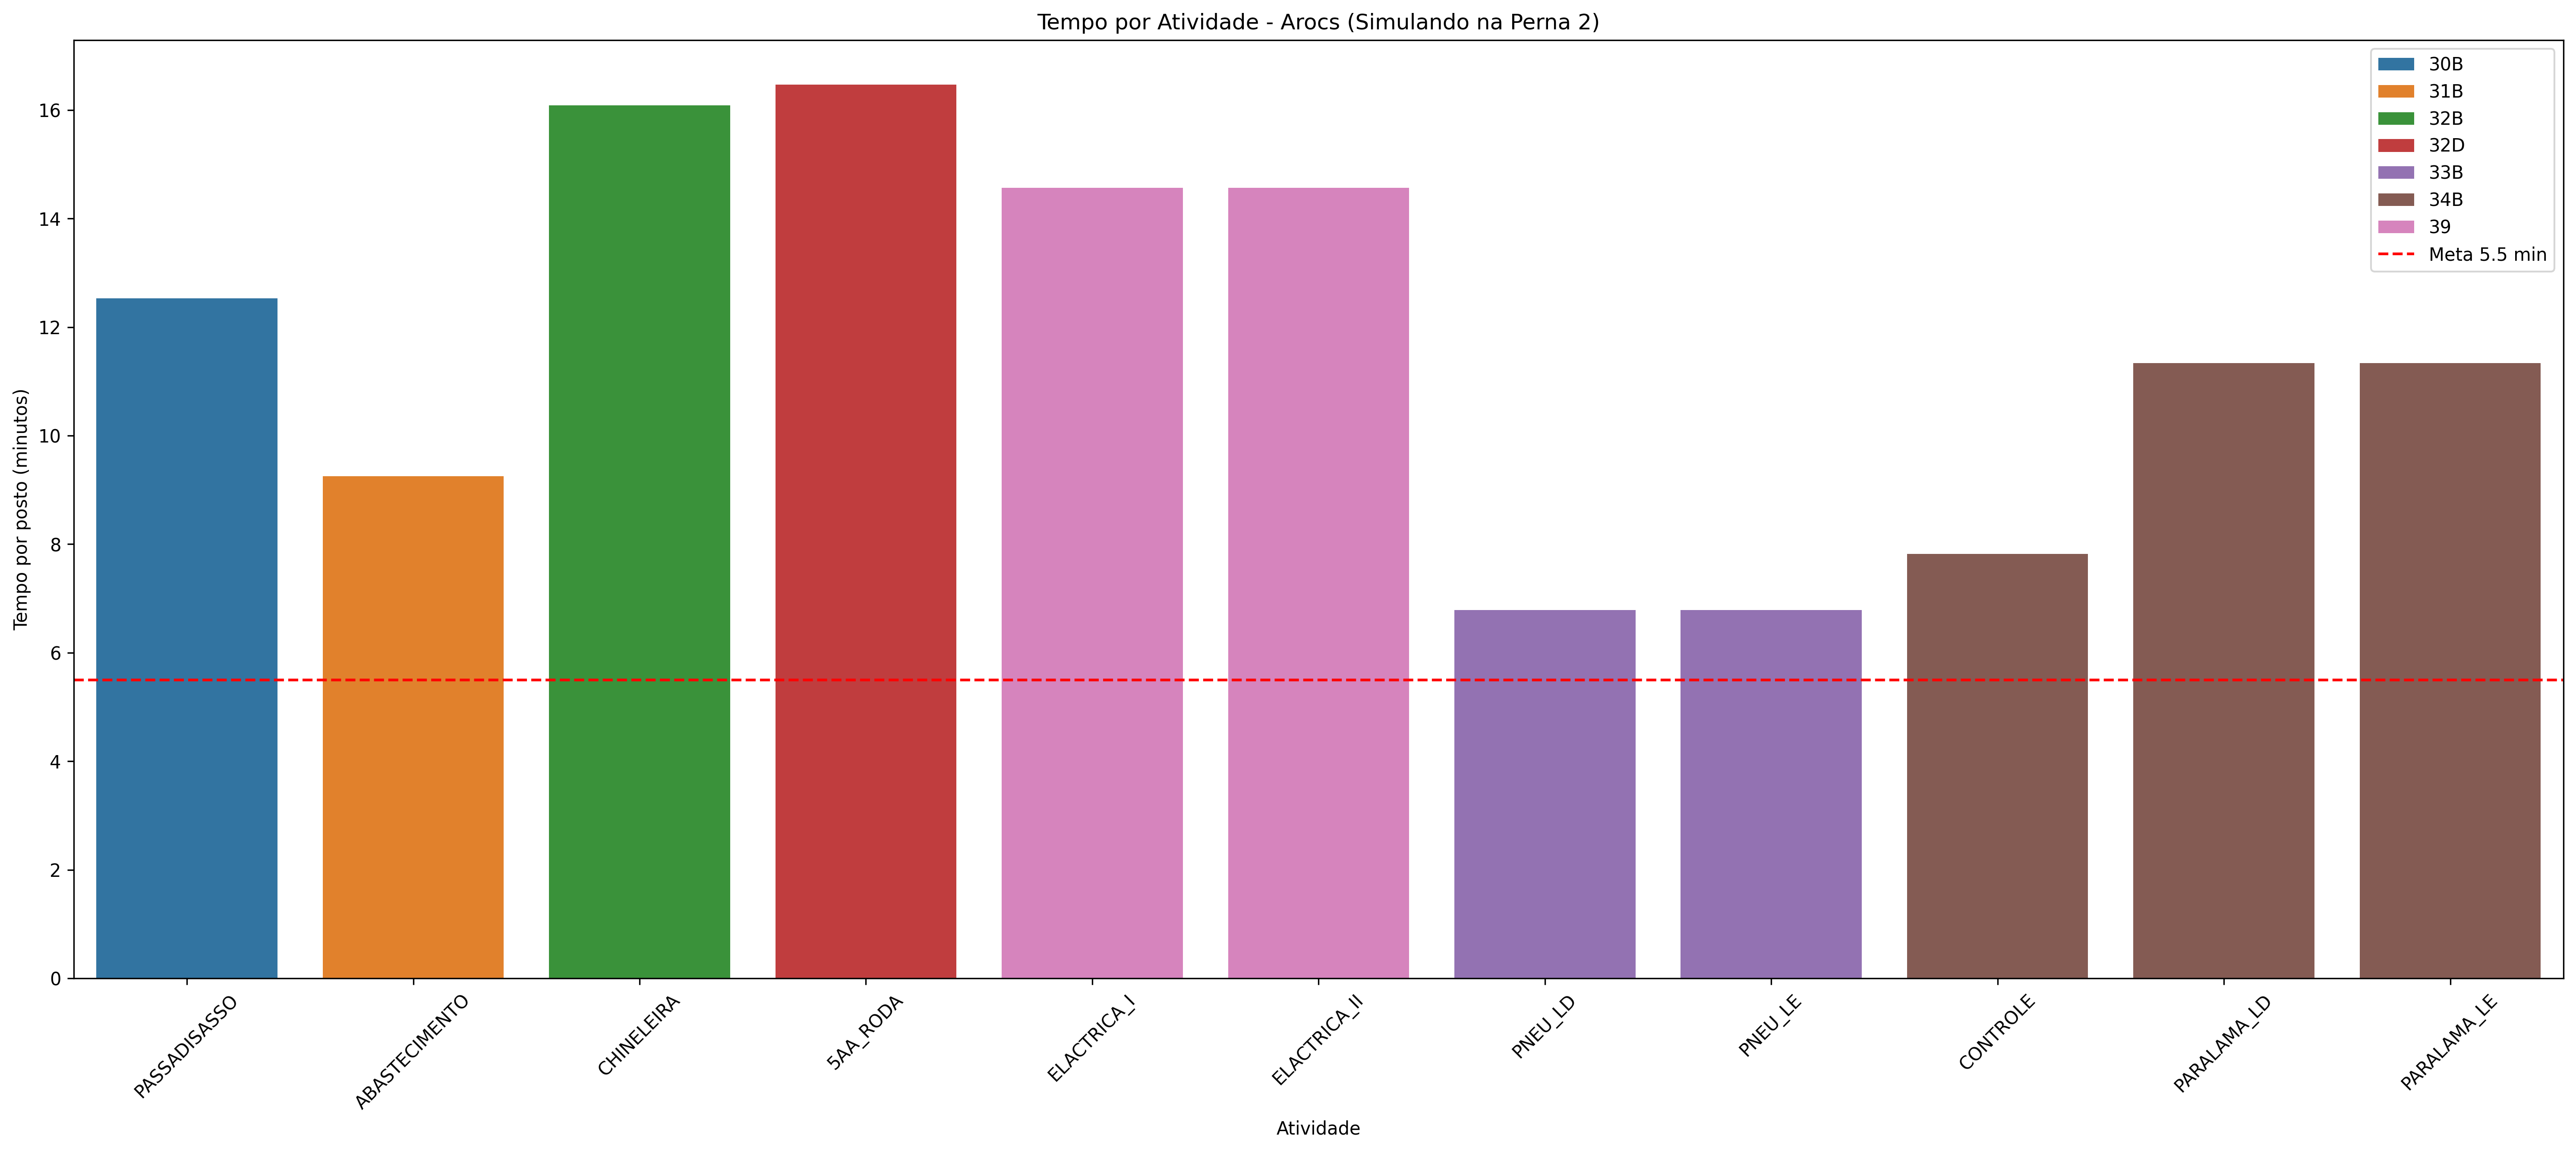 Tempo por Atividade - Arocs (Simulando na Perna 2)
30B
31B
32B
32D
33B
34B
39
Meta 5.5 min
Tempo por posto (minutos)
16
14
12
10
8
6
4
2
0
PASSADISASSO
ABASTECIMENTO
CHINELEIRA
5AA_RODA
ELACTRICA_I
ELACTRICA_II
PNEU_LD
PNEU_LE
CONTROLE
PARALAMA_LD
PARALAMA_LE
Atividade